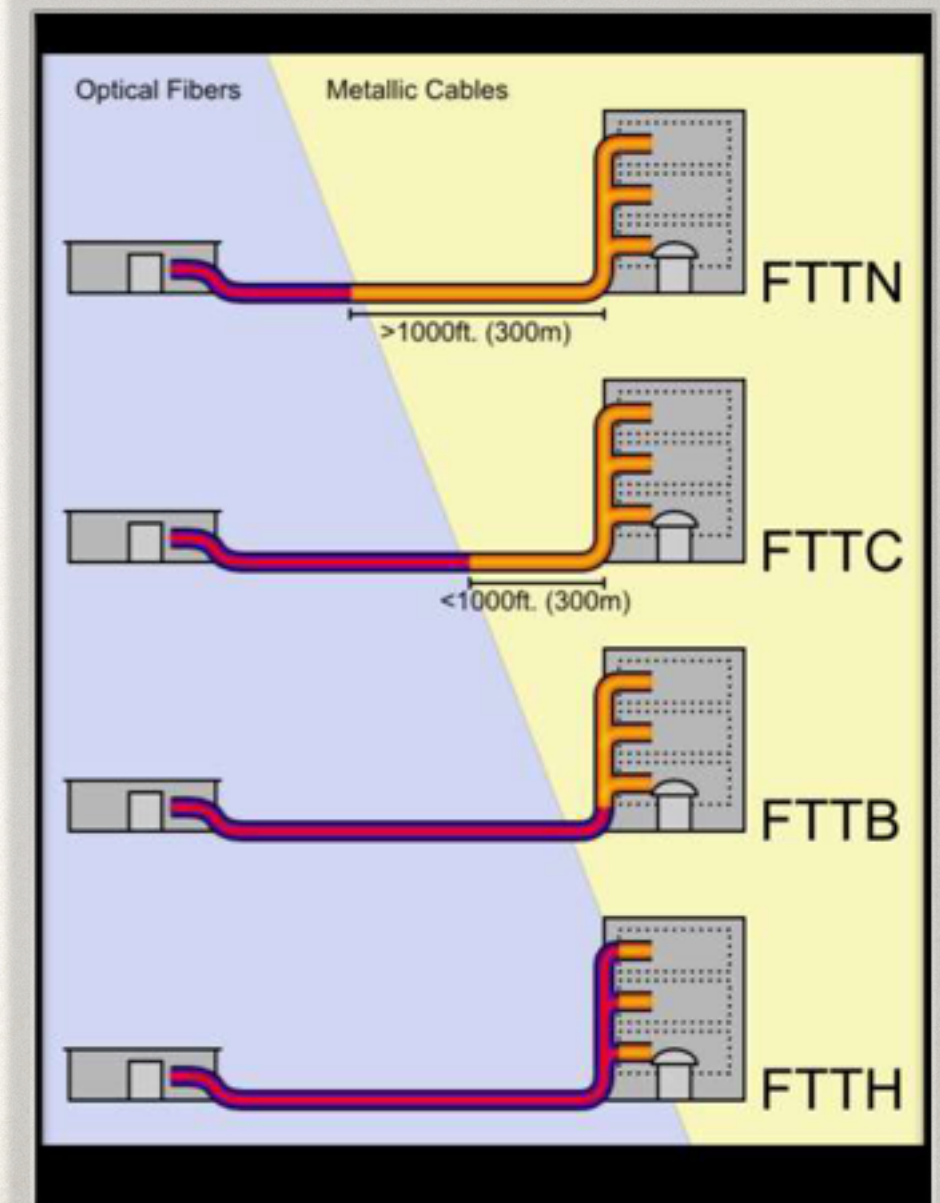 Optical Fibers
Metallic Cables
FTTN
>1000ft. (300m)
FTTC
<1000ft. (300m)
FTTB
FTTH